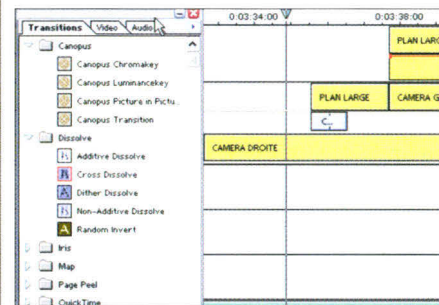 Transitions Video Audio
Canopus
Canopus Chromakey
Canopus Luminancekey
Canopus Picture in Pictu..
Canopus Transition
Dissolve
Additive Dissolve
Cross Dissolve
Dither Dissolve
Non-Additive Dissolve
Random Invert
Iris
Map
Page Peel
QuickTime
0:03:34:00 0:03:38:00
PLAN LARG
PLAN LARGE CAMERA G
C..
CAMERA DROITE